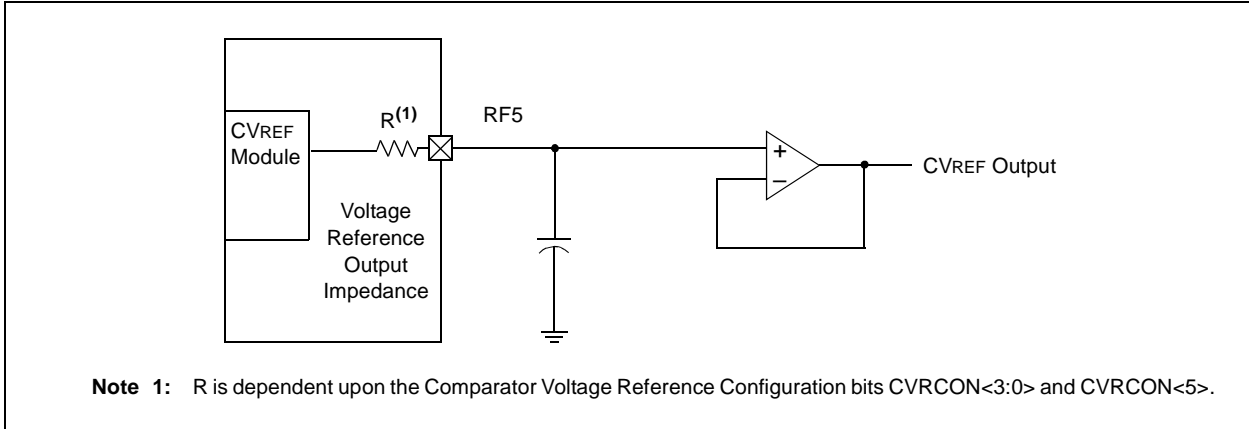 CVREF
Module
R(1)
RF5
Voltage
Reference
Output
Impedance
+
–
CVREF Output
Note 1: R is dependent upon the Comparator Voltage Reference Configuration bits CVRCON<3:0> and CVRCON<5>.